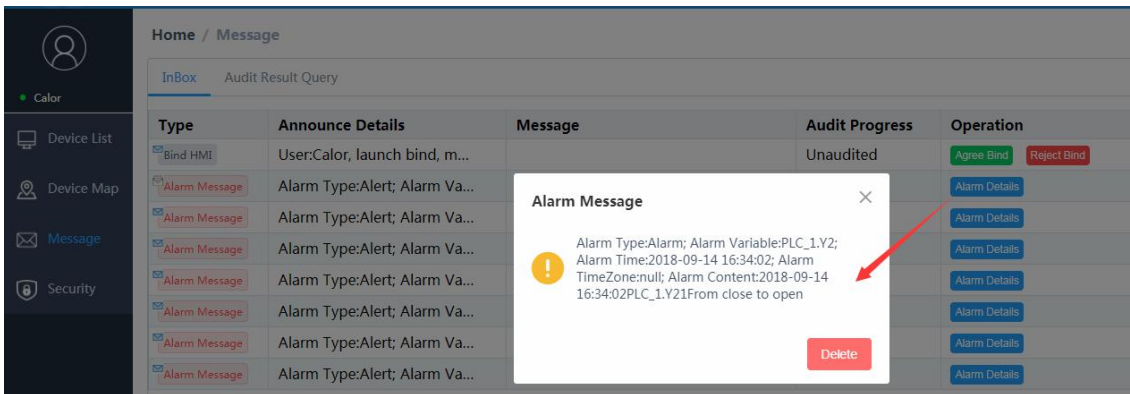 Home / Message
InBox Audit Result Query
Calor
Device List
Device Map
Message
Security
Type Announce Details Message Audit Progress Operation
Bind HMI User:Calor, launch bind, m... Unaudited Agree Bind Reject Bind
Alarm Message Alarm Type:Alert; Alarm Va... Alarm Details
Alarm Message Alarm Type:Alert; Alarm Va... Alarm Details
Alarm Message Alarm Type:Alert; Alarm Va... Alarm Details
Alarm Message Alarm Type:Alert; Alarm Va... Alarm Details
Alarm Message Alarm Type:Alert; Alarm Va... Alarm Details
Alarm Message Alarm Type:Alert; Alarm Va... Alarm Details
Alarm Message Alarm Type:Alert; Alarm Va... Alarm Details
Alarm Message
Alarm Type:Alarm; Alarm Variable:PLC_1.Y2;
Alarm Time:2018-09-14 16:34:02; Alarm
TimeZone:null; Alarm Content:2018-09-14
16:34:02PLC_1.Y21From close to open
Delete